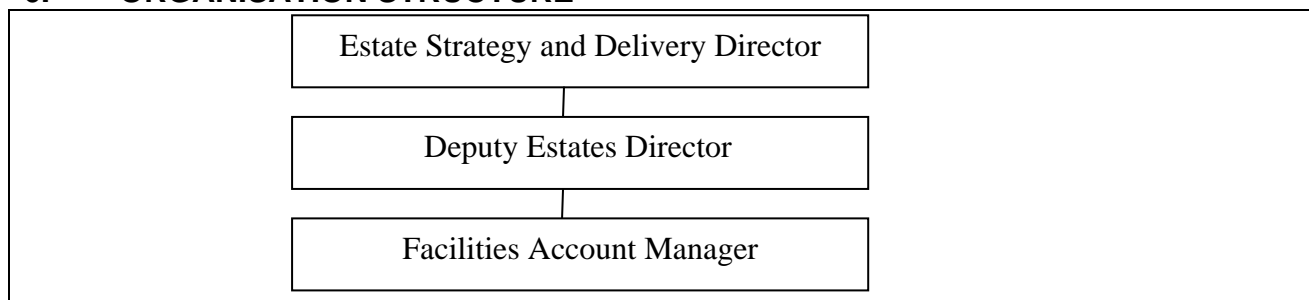 ORGANISATION STRUCTURE
Estate Strategy and Delivery Director
Deputy Estates Director
Facilities Account Manager